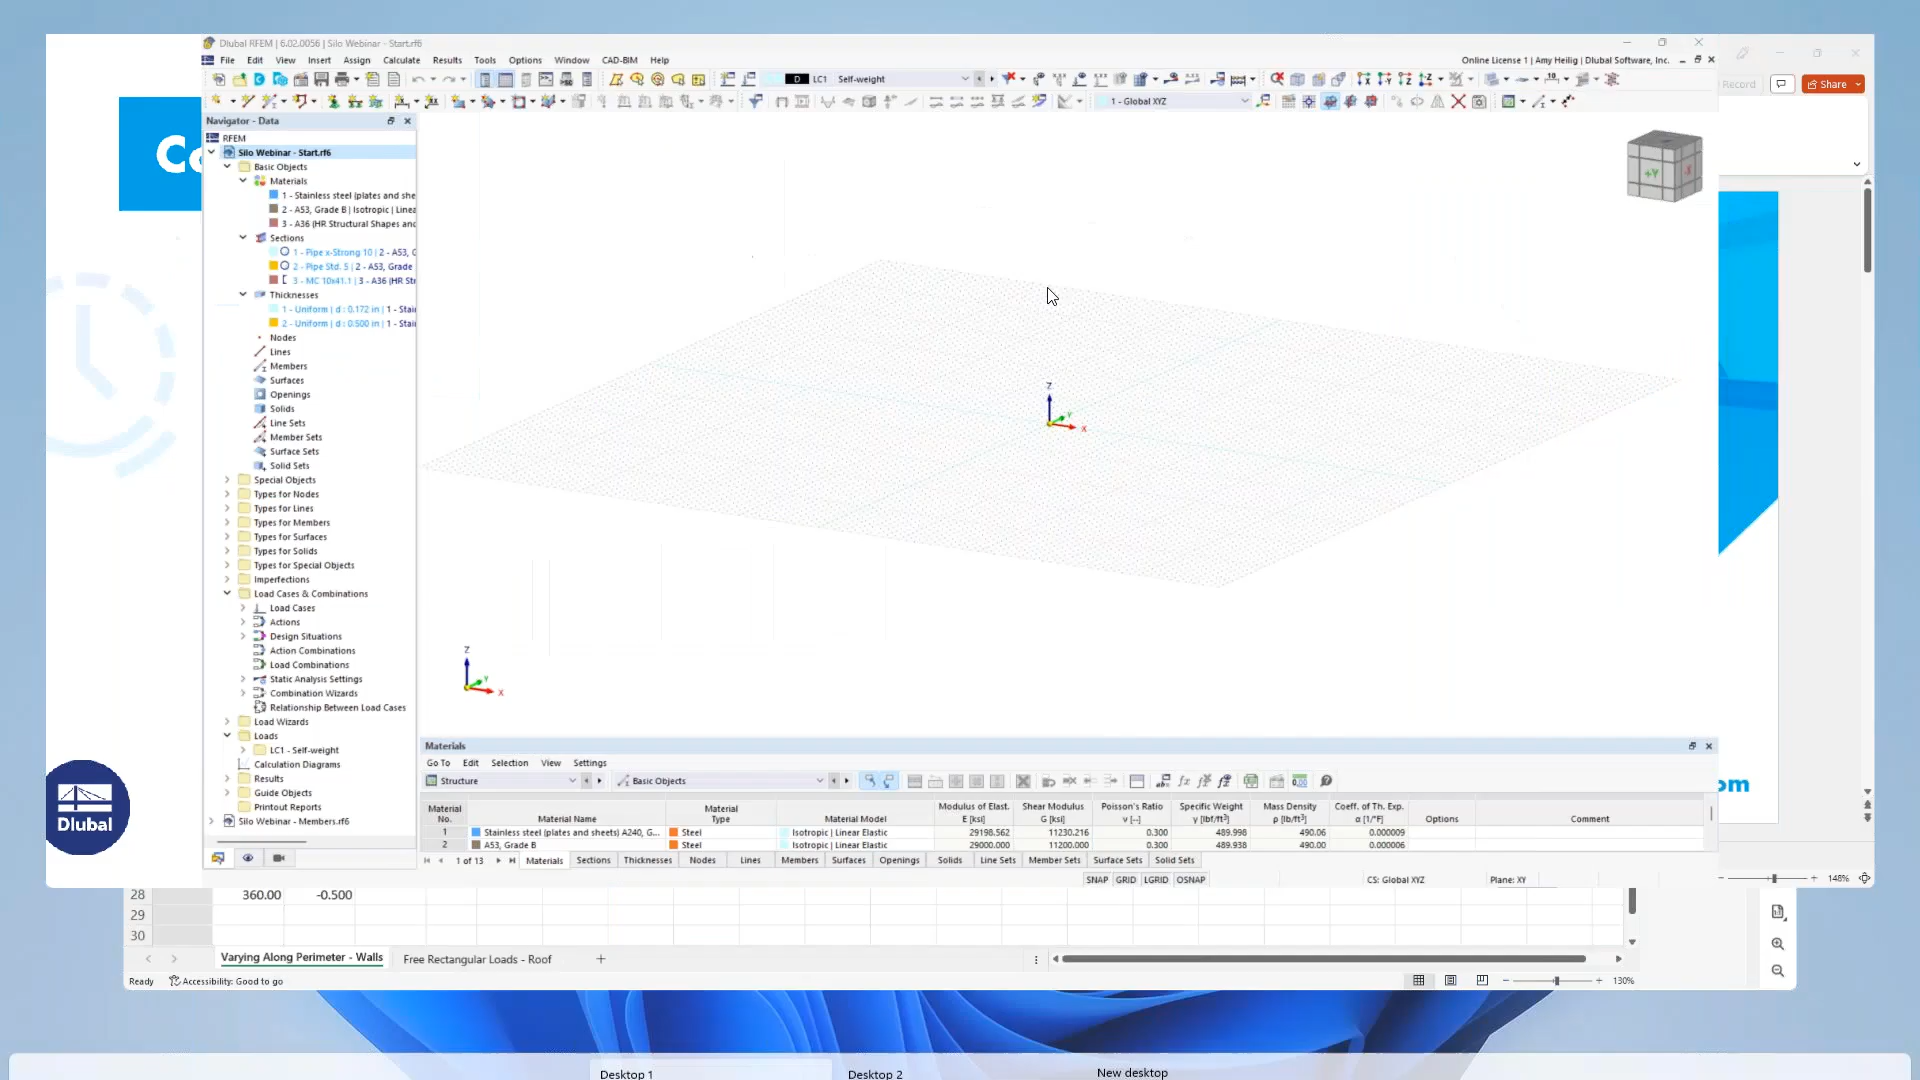 Dlubal RFEM | 6.02.0056 | Silo Webinar - Start.rf6
File Edit View Insert Assign Calculate Results Tools Options Window CAD-BIM Help
Online License 1 | Amy Heilig | Dlubal Software, Inc.
D LC1 Self-weight
Record
Share
1 - Global XYZ
Navigator - Data
RFEM
Silo Webinar - Start.rf6
Basic Objects
Materials
1 - Stainless steel (plates and she
2 - A53, Grade B | Isotropic | Linea
3 - A36 (HR Structural Shapes and
Sections
1 - Pipe x-Strong 10 | 2 - A53, G
2 - Pipe Std. 5 | 2 - A53, Grade
3 - MC 10x41.1 | 3 - A36 (HR Str
Thicknesses
1 - Uniform | d : 0.172 in | 1 - Stai
2 - Uniform | d : 0.500 in | 1 - Stai
Nodes
Lines
Members
Surfaces
Openings
Solids
Line Sets
Member Sets
Surface Sets
Solid Sets
Special Objects
Types for Nodes
Types for Lines
Types for Members
Types for Surfaces
Types for Solids
Types for Special Objects
Imperfections
Load Cases & Combinations
Load Cases
Actions
Design Situations
Action Combinations
Load Combinations
Static Analysis Settings
Combination Wizards
Relationship Between Load Cases
Load Wizards
Loads
LC1 - Self-weight
Calculation Diagrams
Results
Guide Objects
Printout Reports
Silo Webinar - Members.rf6
Co
Dlubal
+Y -X
Z Y X
Z Y X
om
Materials
Go To Edit Selection View Settings
Structure Basic Objects
Material No. Material Name Material Type Material Model Modulus of Elast. E [ksi] Shear Modulus G [ksi] Poisson's Ratio ν [--] Specific Weight γ [lbf/ft³] Mass Density ρ [lb/ft³] Coeff. of Th. Exp. α [1/°F] Options Comment
1 Stainless steel (plates and sheets) A240, G... Steel Isotropic | Linear Elastic 29198.562 11230.216 0.300 489.998 490.06 0.000009
2 A53, Grade B Steel Isotropic | Linear Elastic 29000.000 11200.000 0.300 489.938 490.00 0.000006
1 of 13 Materials Sections Thicknesses Nodes Lines Members Surfaces Openings Solids Line Sets Member Sets Surface Sets Solid Sets
SNAP GRID LGRID OSNAP CS: Global XYZ Plane: XY
148%
28 360.00 -0.500
29
30
Varying Along Perimeter - Walls Free Rectangular Loads - Roof
Ready Accessibility: Good to go 130%
Desktop 1 Desktop 2 New desktop